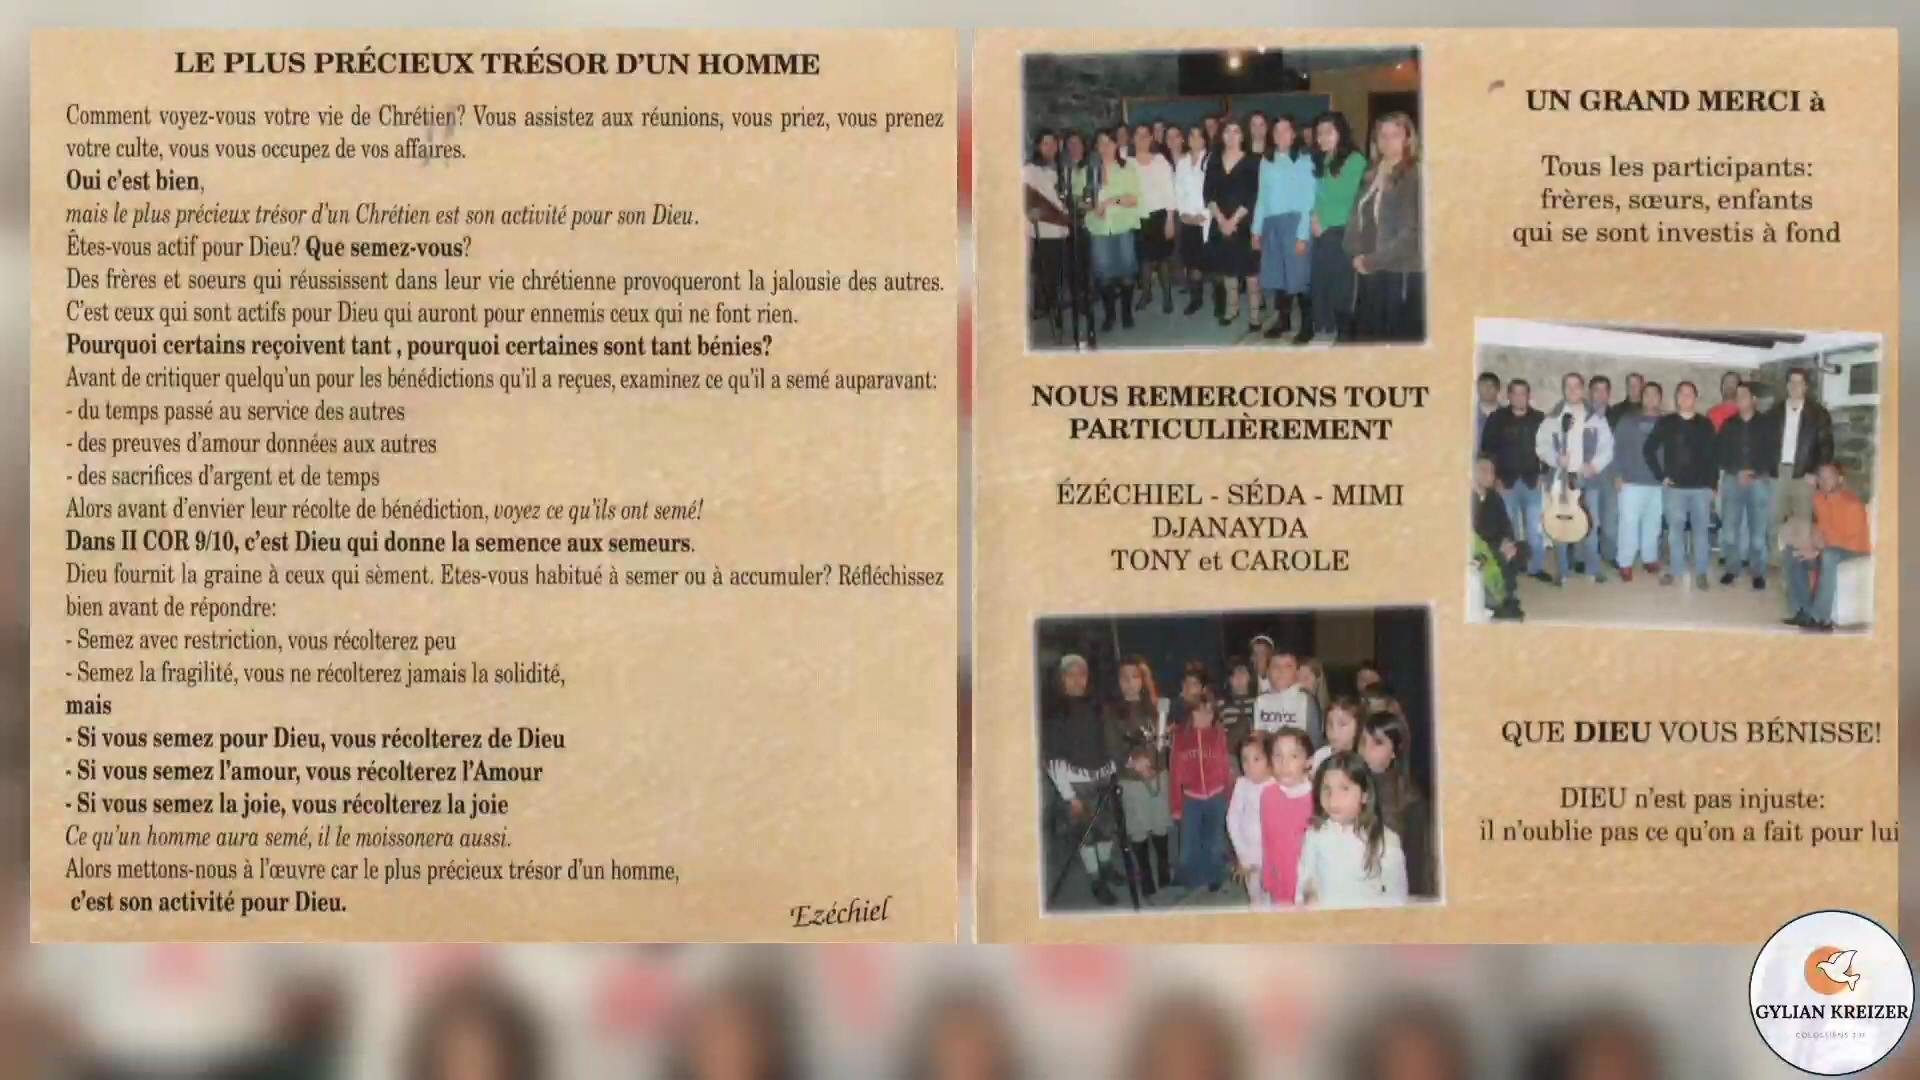 LE PLUS PRÉCIEUX TRÉSOR D'UN HOMME
Comment voyez-vous votre vie de Chrétien? Vous assistez aux réunions, vous priez, vous prenez
votre culte, vous vous occupez de vos affaires.
Oui c'est bien,
mais le plus précieux trésor d'un Chrétien est son activité pour son Dieu.
Êtes-vous actif pour Dieu? Que semez-vous?
Des frères et soeurs qui réussissent dans leur vie chrétienne provoqueront la jalousie des autres.
C'est ceux qui sont actifs pour Dieu qui auront pour ennemis ceux qui ne font rien.
Pourquoi certains reçoivent tant , pourquoi certaines sont tant bénies?
Avant de critiquer quelqu'un pour les bénédictions qu'il a reçues, examinez ce qu'il a semé auparavant:
- du temps passé au service des autres
- des preuves d'amour données aux autres
- des sacrifices d'argent et de temps
Alors avant d'envier leur récolte de bénédiction, voyez ce qu'ils ont semé!
Dans II COR 9/10, c'est Dieu qui donne la semence aux semeurs.
Dieu fournit la graine à ceux qui sèment. Etes-vous habitué à semer ou à accumuler? Réfléchissez
bien avant de répondre:
- Semez avec restriction, vous récolterez peu
- Semez la fragilité, vous ne récolterez jamais la solidité,
mais
- Si vous semez pour Dieu, vous récolterez de Dieu
- Si vous semez l'amour, vous récolterez l'Amour
- Si vous semez la joie, vous récolterez la joie
Ce qu'un homme aura semé, il le moissonera aussi.
Alors mettons-nous à l'œuvre car le plus précieux trésor d'un homme,
c'est son activité pour Dieu.
Ezéchiel
UN GRAND MERCI à
Tous les participants:
frères, sœurs, enfants
qui se sont investis à fond
NOUS REMERCIONS TOUT
PARTICULIÈREMENT
ÉZÉCHIEL - SÉDA - MIMI
DJANAYDA
TONY et CAROLE
QUE DIEU VOUS BÉNISSE!
DIEU n'est pas injuste:
il n'oublie pas ce qu'on a fait pour lui
GYLIAN KREIZER